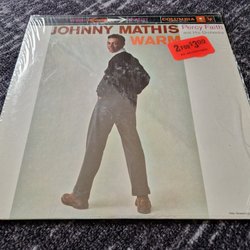 COLUMBIA
JOHNNY MATHIS
Percy Faith
and His Orchestra
WARM
2 FOR $3.00